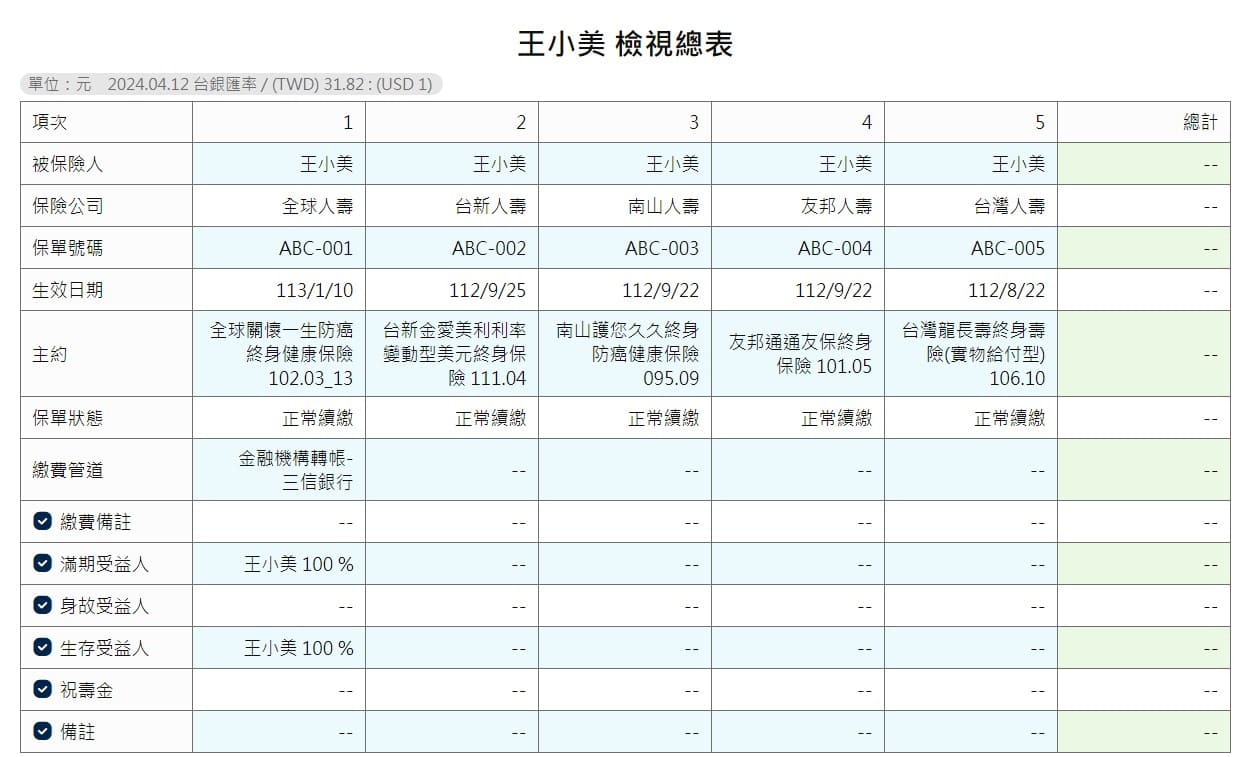 王小美 檢視總表
單位：元 2024.04.12 台銀匯率 / (TWD) 31.82 : (USD 1)
項次 1 2 3 4 5 總計
被保險人 王小美 王小美 王小美 王小美 王小美 --
保險公司 全球人壽 台新人壽 南山人壽 友邦人壽 台灣人壽 --
保單號碼 ABC-001 ABC-002 ABC-003 ABC-004 ABC-005 --
生效日期 113/1/10 112/9/25 112/9/22 112/9/22 112/8/22 --
主約
全球關懷一生防癌
終身健康保險
102.03_13
台新金愛美利利率
變動型美元終身保
險 111.04
南山護您久久終身
防癌健康保險
095.09
友邦通通友保終身
保險 101.05
台灣龍長壽終身壽
險(實物給付型)
106.10
--
保單狀態 正常續繳 正常續繳 正常續繳 正常續繳 正常續繳 --
繳費管道
金融機構轉帳-
三信銀行
-- -- -- -- --
繳費備註 -- -- -- -- -- --
滿期受益人 王小美 100 % -- -- -- -- --
身故受益人 -- -- -- -- -- --
生存受益人 王小美 100 % -- -- -- -- --
祝壽金 -- -- -- -- -- --
備註 -- -- -- -- -- --